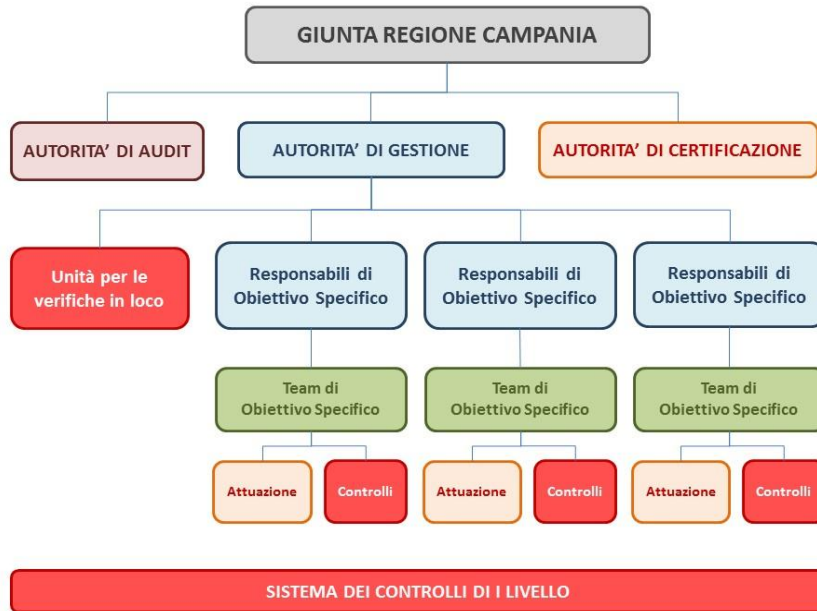 GIUNTA REGIONE CAMPANIA
AUTORITA' DI AUDIT
AUTORITA' DI GESTIONE
AUTORITA' DI CERTIFICAZIONE
Unità per le
verifiche in loco
Responsabili di
Obiettivo Specifico
Responsabili di
Obiettivo Specifico
Responsabili di
Obiettivo Specifico
Team di
Obiettivo Specifico
Team di
Obiettivo Specifico
Team di
Obiettivo Specifico
Attuazione
Controlli
Attuazione
Controlli
Attuazione
Controlli
SISTEMA DEI CONTROLLI DI I LIVELLO